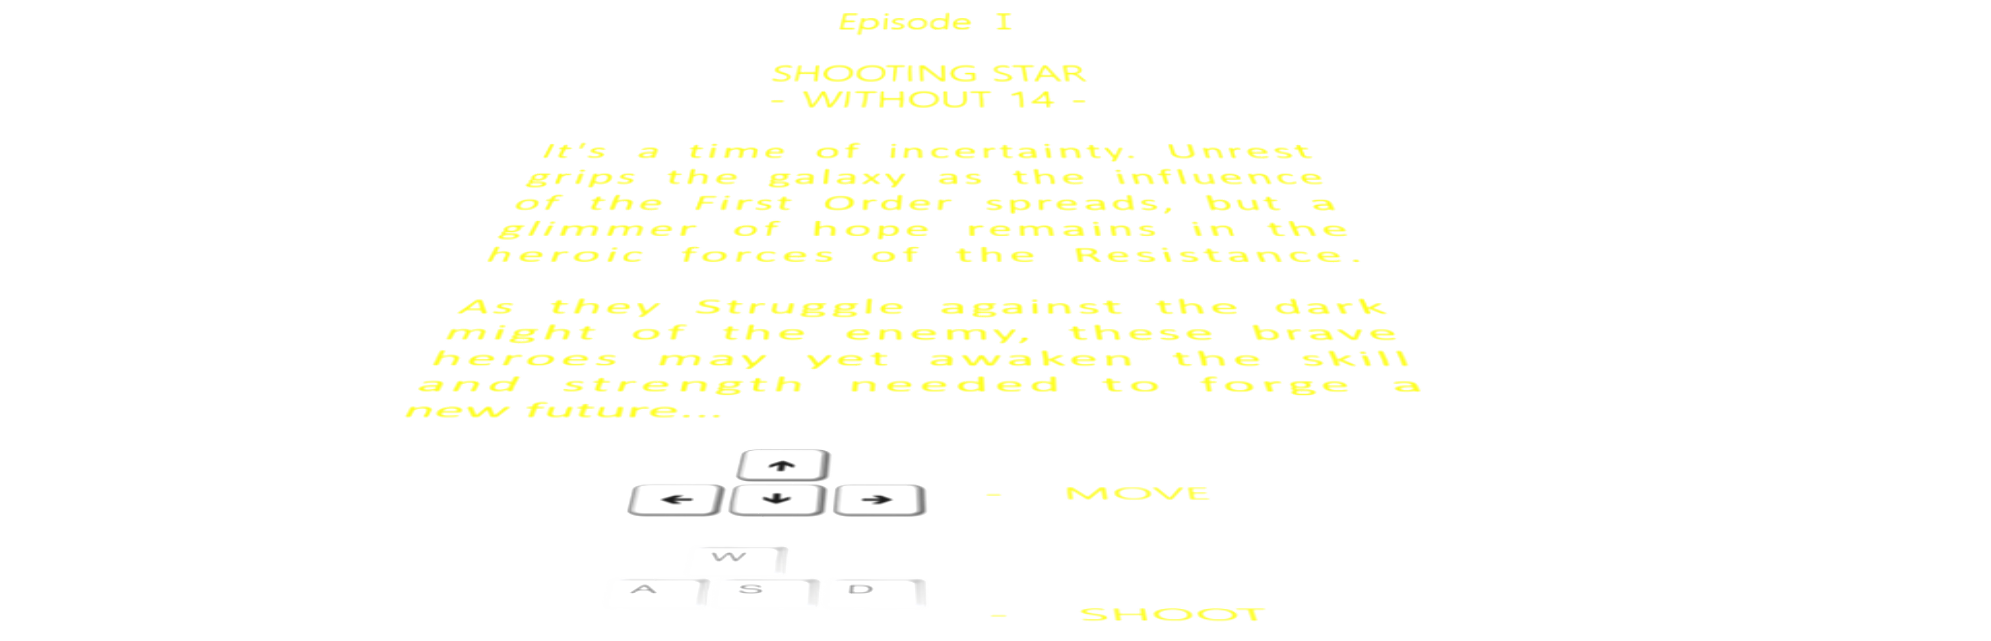 Episode I
SHOOTING STAR
- WITHOUT 14 -
It's a time of incertainty. Unrest
grips the galaxy as the influence
of the First Order spreads, but a
glimmer of hope remains in the
heroic forces of the Resistance.
As they Struggle against the dark
might of the enemy, these brave
heroes may yet awaken the skill
and strength needed to forge a
new future...
↑
← ↓ → - MOVE
W
A S D
- SHOOT